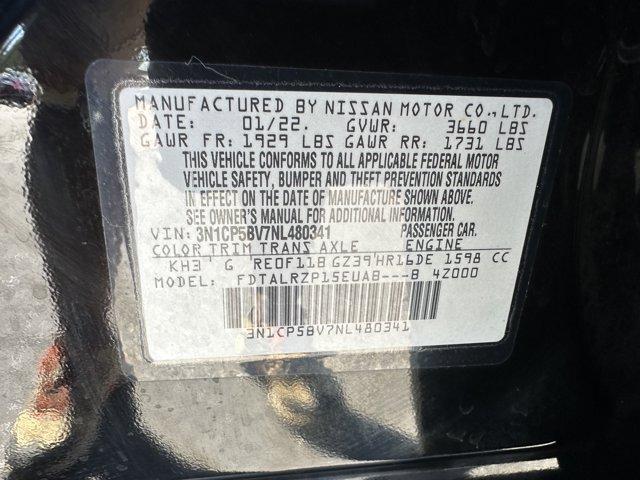 MANUFACTURED BY NISSAN MOTOR CO., LTD.
DATE: 01/22. GVWR: 3660 LBS
GAWR FR: 1929 LBS GAWR RR: 1731 LBS
THIS VEHICLE CONFORMS TO ALL APPLICABLE FEDERAL MOTOR
VEHICLE SAFETY, BUMPER AND THEFT PREVENTION STANDARDS
IN EFFECT ON THE DATE OF MANUFACTURE SHOWN ABOVE.
SEE OWNER'S MANUAL FOR ADDITIONAL INFORMATION.
VIN: 3N1CP5BV7NL480341 PASSENGER CAR.
COLOR TRIM TRANS AXLE ENGINE
KH3 G RE0F11B GZ39 HR16DE 1598 CC
MODEL: FDTALRZP15EUA8---B 4Z000
3N1CP5BV7NL480341